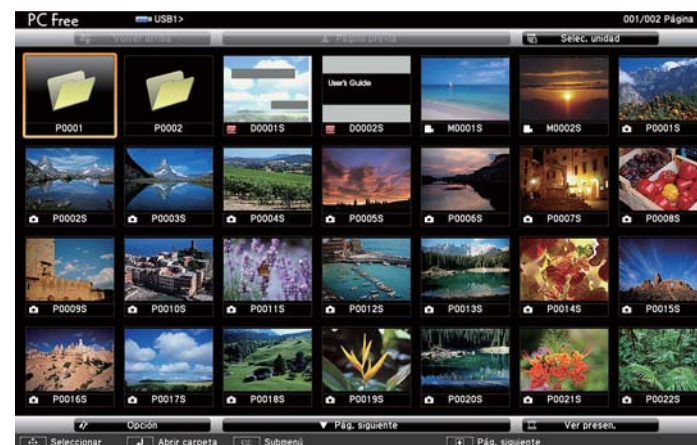 PC Free USB1> 001/002 Página
Volver arriba ▲ Página previa Selec. unidad
User's Guide
P0001 P0002 D0001S D0002S M0001S M0002S P0001S
P0002S P0003S P0004S P0005S P0006S P0007S P0008S
P0009S P0010S P0011S P0012S P0013S P0014S P0015S
P0016S P0017S P0018S P0019S P0020S P0021S P0022S
Opción ▼ Pág. siguiente Ver presen.
Seleccionar Abrir carpeta ESC Submenú Pág. siguiente